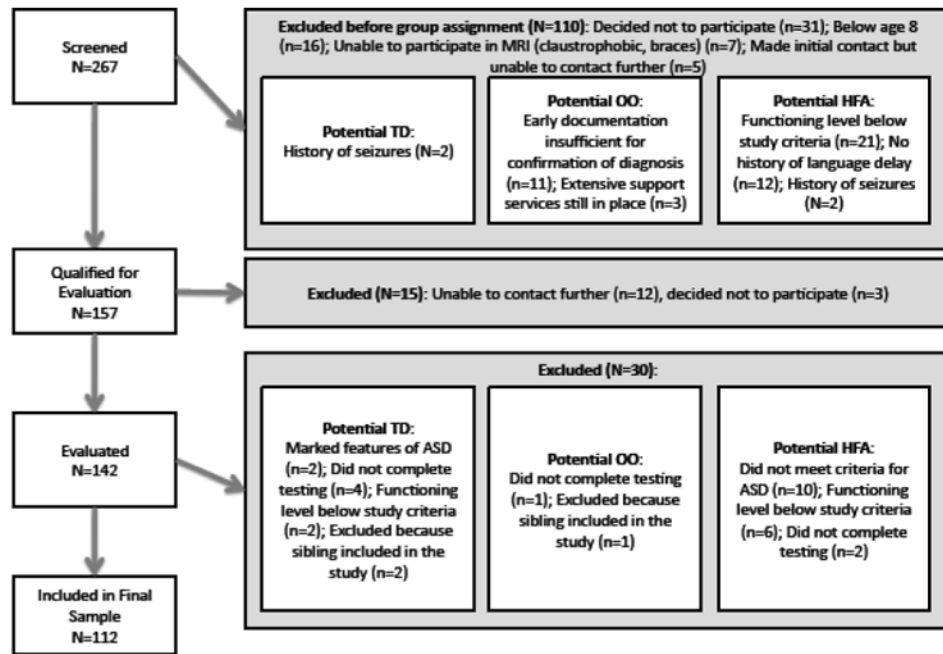 Screened
N=267
Excluded before group assignment (N=110): Decided not to participate (n=31); Below age 8
(n=16); Unable to participate in MRI (claustrophobic, braces) (n=7); Made initial contact but
unable to contact further (n=5)
Potential TD:
History of seizures (N=2)
Potential OO:
Early documentation
insufficient for
confirmation of diagnosis
(n=11); Extensive support
services still in place (n=3)
Potential HFA:
Functioning level below
study criteria (n=21); No
history of language delay
(n=12); History of seizures
(N=2)
Qualified for
Evaluation
N=157
Excluded (N=15): Unable to contact further (n=12), decided not to participate (n=3)
Evaluated
N=142
Excluded (N=30):
Potential TD:
Marked features of ASD
(n=2); Did not complete
testing (n=4); Functioning
level below study criteria
(n=2); Excluded because
sibling included in the
study (n=2)
Potential OO:
Did not complete testing
(n=1); Excluded because
sibling included in the
study (n=1)
Potential HFA:
Did not meet criteria for
ASD (n=10); Functioning
level below study criteria
(n=6); Did not complete
testing (n=2)
Included in Final
Sample
N=112